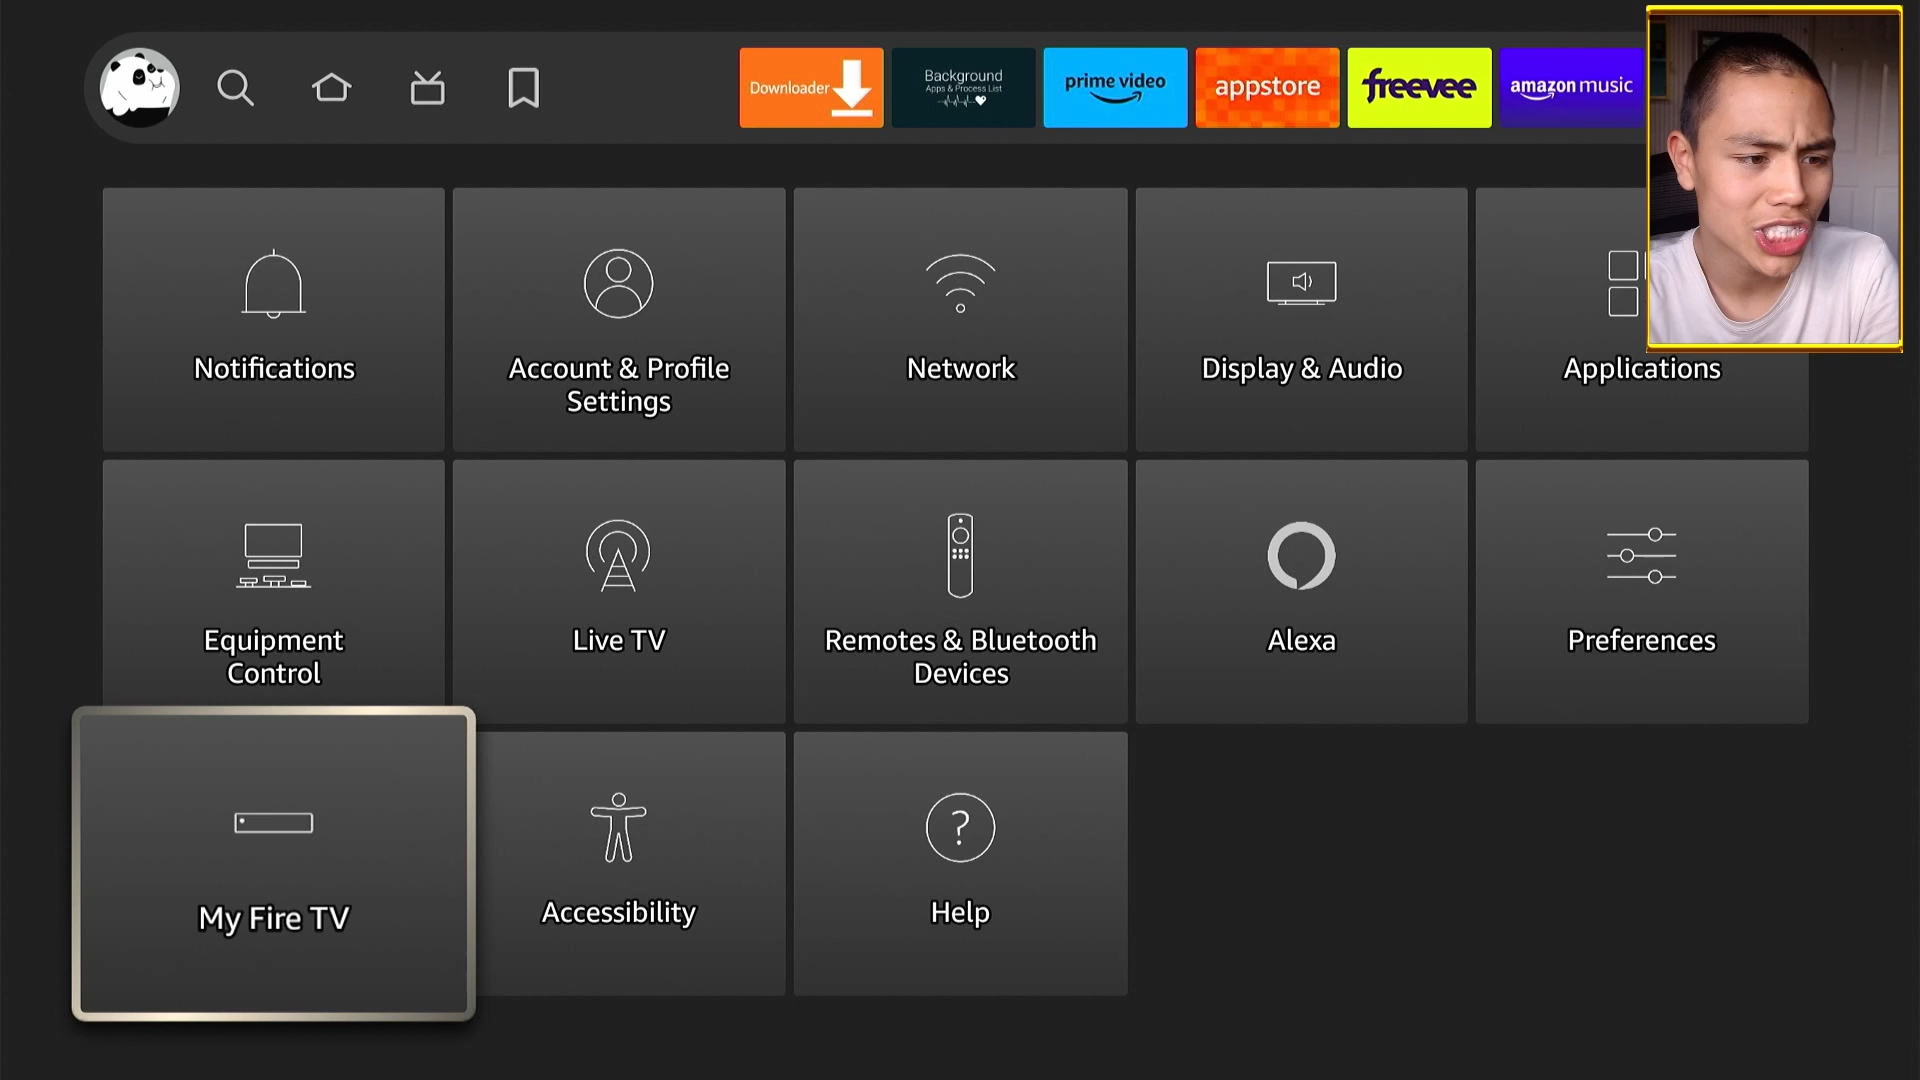 Downloader
Background
Apps & Process List
prime video
appstore
freevee
amazon music
Notifications
Account & Profile
Settings
Network
Display & Audio
Applications
Equipment
Control
Live TV
Remotes & Bluetooth
Devices
Alexa
Preferences
My Fire TV
Accessibility
?
Help